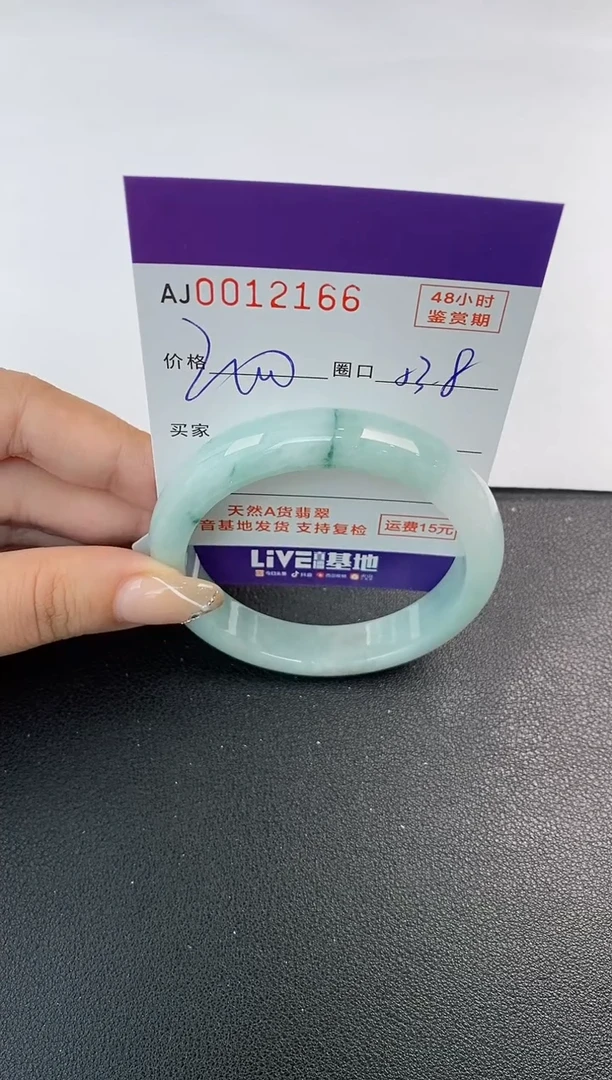 AJ0012166
48小时
鉴赏期
价格 圈口
买家
天然A货翡翠
音基地发货 支持复检
运费15元
LiVE 基地